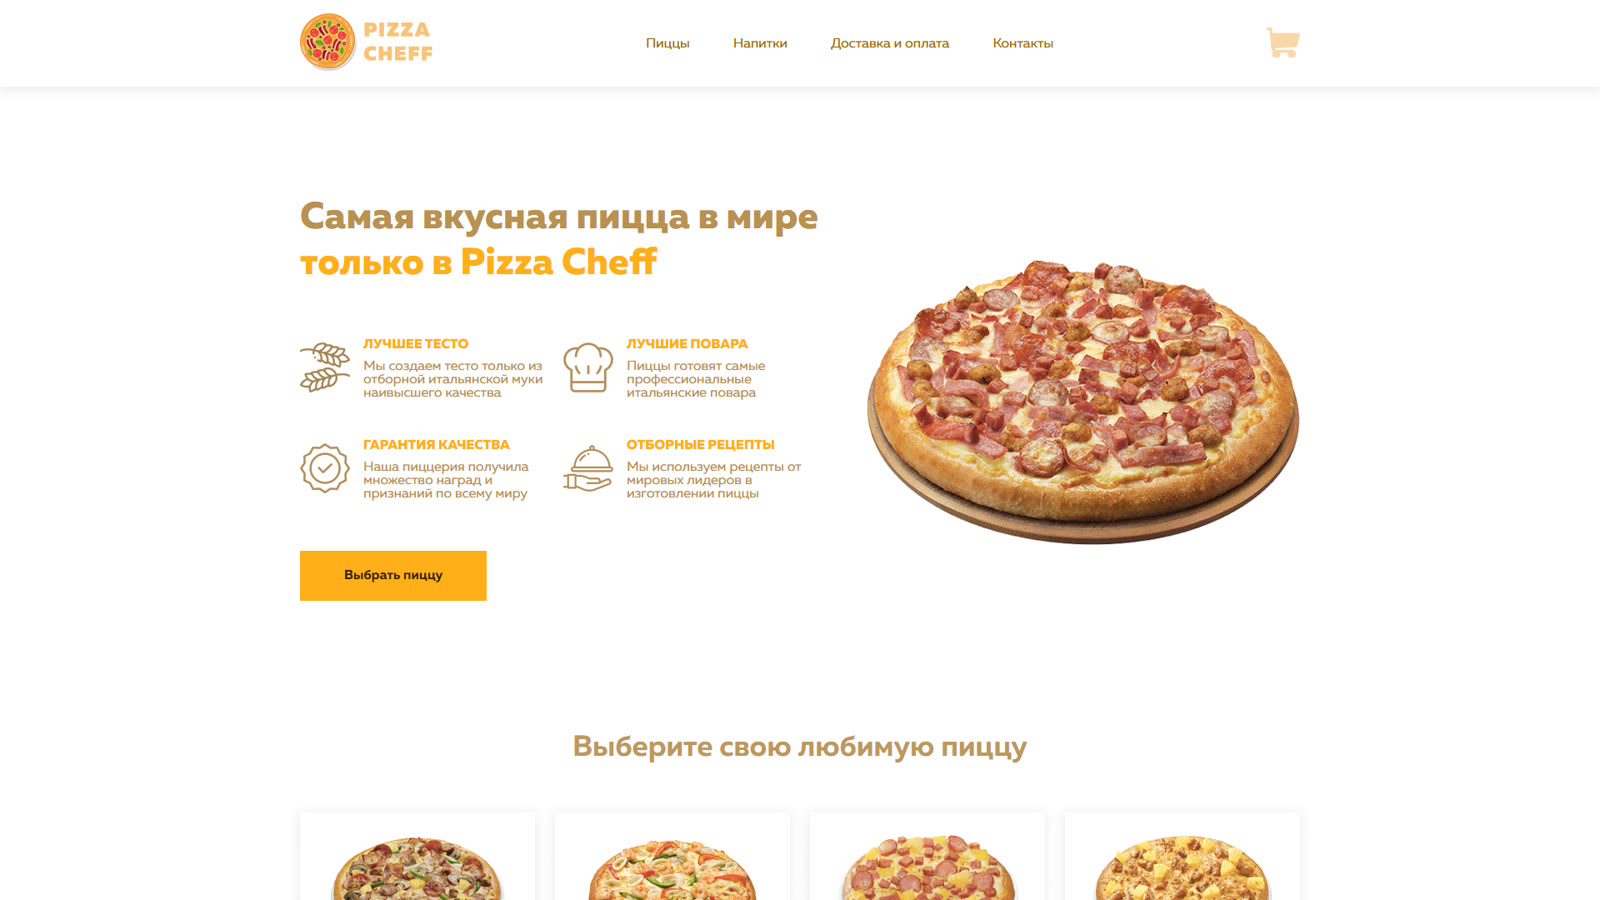 PIZZA
CHEFF
Пиццы
Напитки
Доставка и оплата
Контакты
Самая вкусная пицца в мире
только в Pizza Cheff
ЛУЧШЕЕ ТЕСТО
Мы создаем тесто только из
отборной итальянской муки
наивысшего качества
ЛУЧШИЕ ПОВАРА
Пиццы готовят самые
профессиональные
итальянские повара
ГАРАНТИЯ КАЧЕСТВА
Наша пиццерия получила
множество наград и
признаний по всему миру
ОТБОРНЫЕ РЕЦЕПТЫ
Мы используем рецепты от
мировых лидеров в
изготовлении пиццы
Выбрать пиццу
Выберите свою любимую пиццу